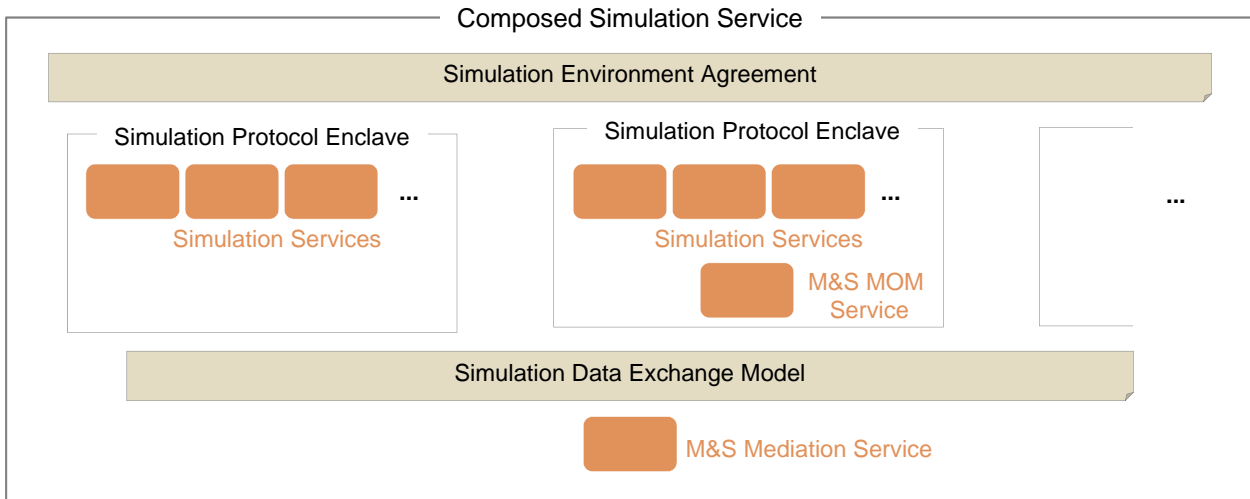 Composed Simulation Service
Simulation Environment Agreement
Simulation Protocol Enclave
...
Simulation Services
Simulation Protocol Enclave
...
Simulation Services
M&S MOM
Service
...
Simulation Data Exchange Model
M&S Mediation Service